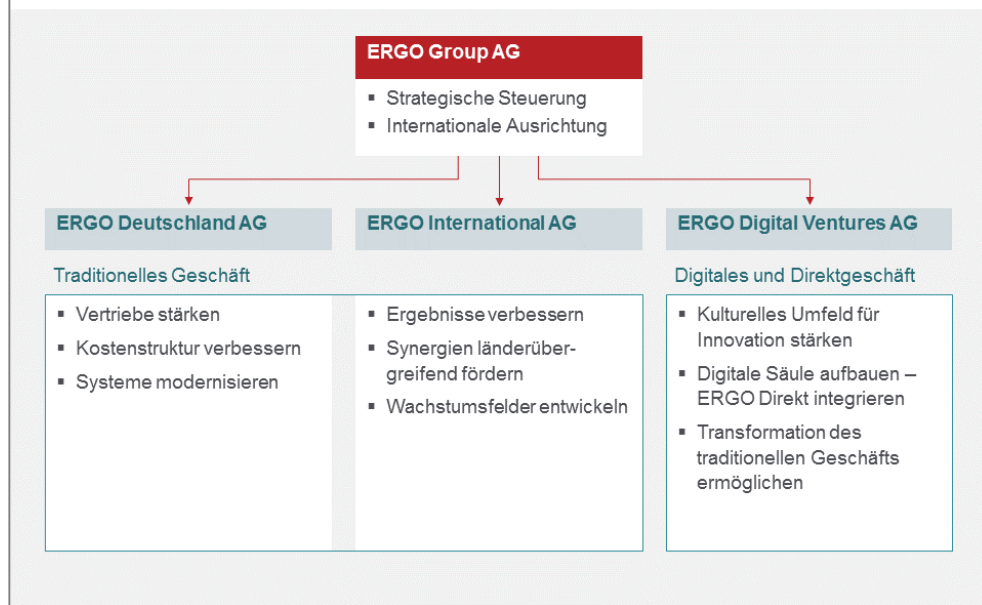 ERGO Group AG
▪ Strategische Steuerung
▪ Internationale Ausrichtung
ERGO Deutschland AG
ERGO International AG
ERGO Digital Ventures AG
Traditionelles Geschäft
Digitales und Direktgeschäft
▪ Vertriebe stärken
▪ Kostenstruktur verbessern
▪ Systeme modernisieren
▪ Ergebnisse verbessern
▪ Synergien länderüber-
greifend fördern
▪ Wachstumsfelder entwickeln
▪ Kulturelles Umfeld für
Innovation stärken
▪ Digitale Säule aufbauen –
ERGO Direkt integrieren
▪ Transformation des
traditionellen Geschäfts
ermöglichen